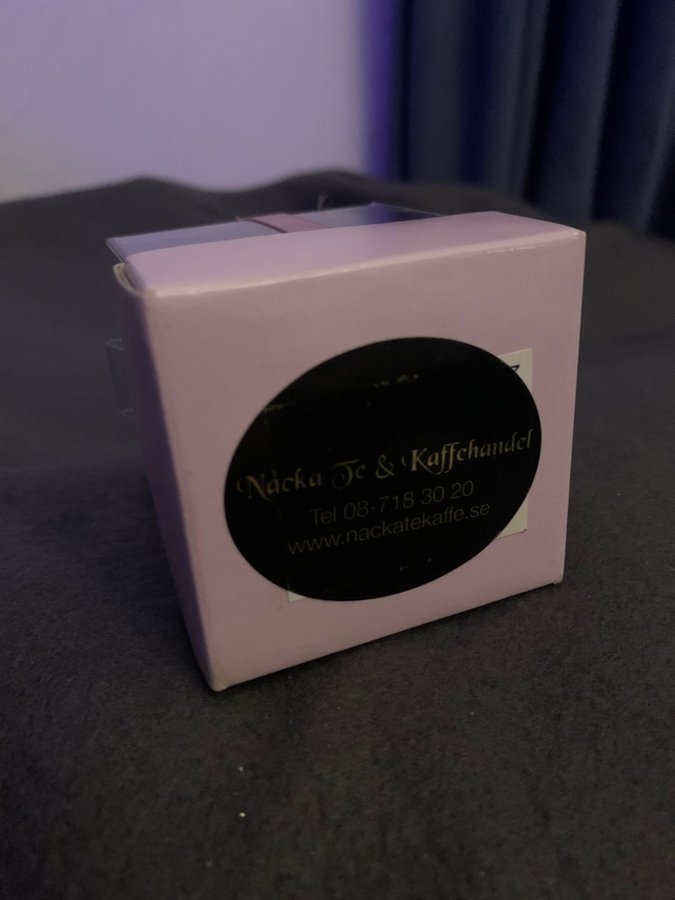 Nacka Te & Kaffehandel
Tel 08-718 30 20
www.nackatekaffe.se